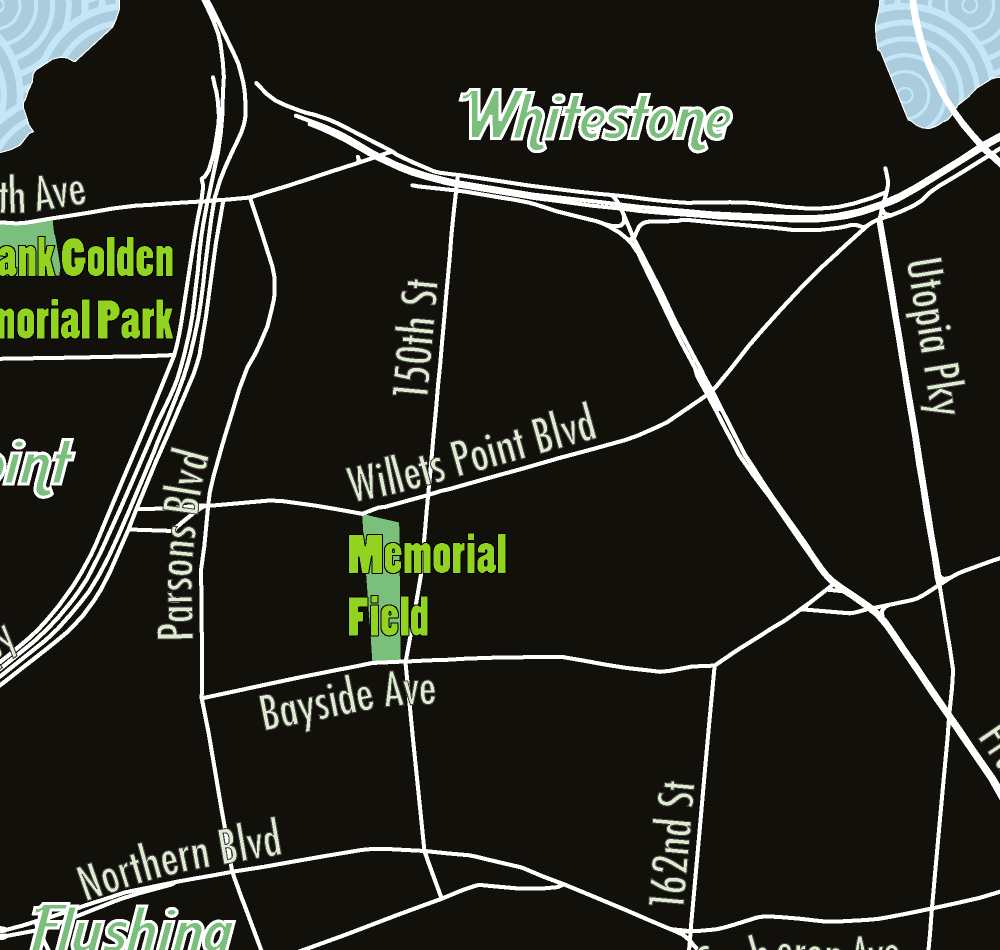 Whitestone
th Ave
ank Golden
morial Park
150th St
Utopia Pky
Willets Point Blvd
oint
Parsons Blvd
Memorial
Field
Bayside Ave
162nd St
Northern Blvd
Flushing